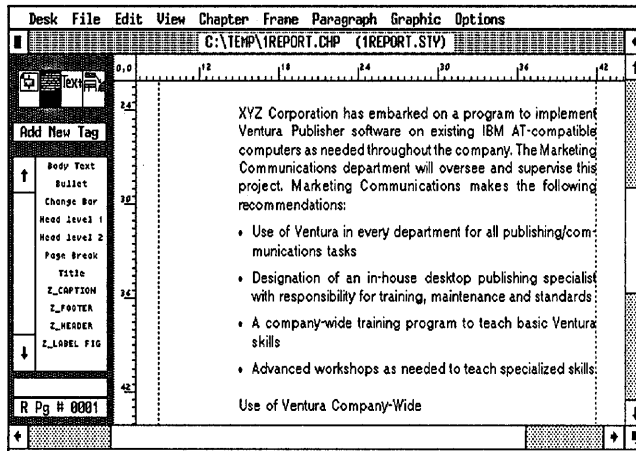 Desk File Edit View Chapter Frame Paragraph Graphic Options
C:\TEMP\1REPORT.CHP (1REPORT.STY)
0,0 12 18 24 30 36 42
Text
Add New Tag
Body Text
Bullet
Change Bar
Head level 1
Head level 2
Page Break
Title
Z_CAPTION
Z_FOOTER
Z_HEADER
Z_LABEL FIG
R Pg # 0001
24
30
36
42
XYZ Corporation has embarked on a program to implement
Ventura Publisher software on existing IBM AT-compatible
computers as needed throughout the company. The Marketing
Communications department will oversee and supervise this
project. Marketing Communications makes the following
recommendations:
• Use of Ventura in every department for all publishing/com-
munications tasks
• Designation of an in-house desktop publishing specialist
with responsibility for training, maintenance and standards
• A company-wide training program to teach basic Ventura
skills
• Advanced workshops as needed to teach specialized skills
Use of Ventura Company-Wide